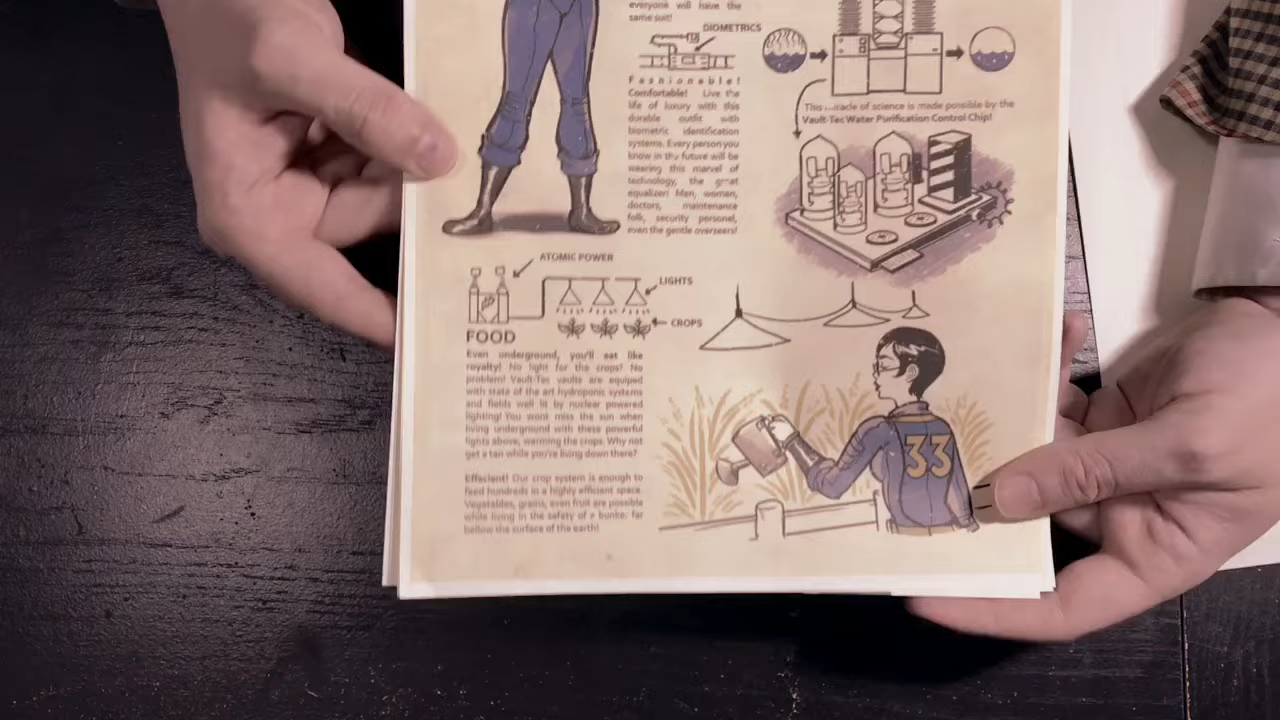 everyone will have the
same suit!
BIOMETRICS
Fashionable!
Comfortable! Live the
life of luxury with this
durable outfit with
biometric identification
systems. Every person you
know in the future will be
wearing this marvel of
technology, the great
equalizer! Men, women,
doctors, maintenance
folk, security personel,
even the gentle overseers!
This miracle of science is made possible by the
Vault-Tec Water Purification Control Chip!
ATOMIC POWER
LIGHTS
CROPS
FOOD
Even underground, you'll eat like
royalty! No light for the crops? No
problem! Vault-Tec vaults are equiped
with state of the art hydroponic systems
and fields well lit by nuclear powered
lighting! You wont miss the sun when
living underground with these powerful
lights above, warming the crops. Why not
get a tan while you're living down there?
Effecient! Our crop system is enough to
feed hundreds in a highly efficient space.
Vegetables, grains, even fruit are possible
while living in the safety of a bunker far
bellow the surface of the earth!
33